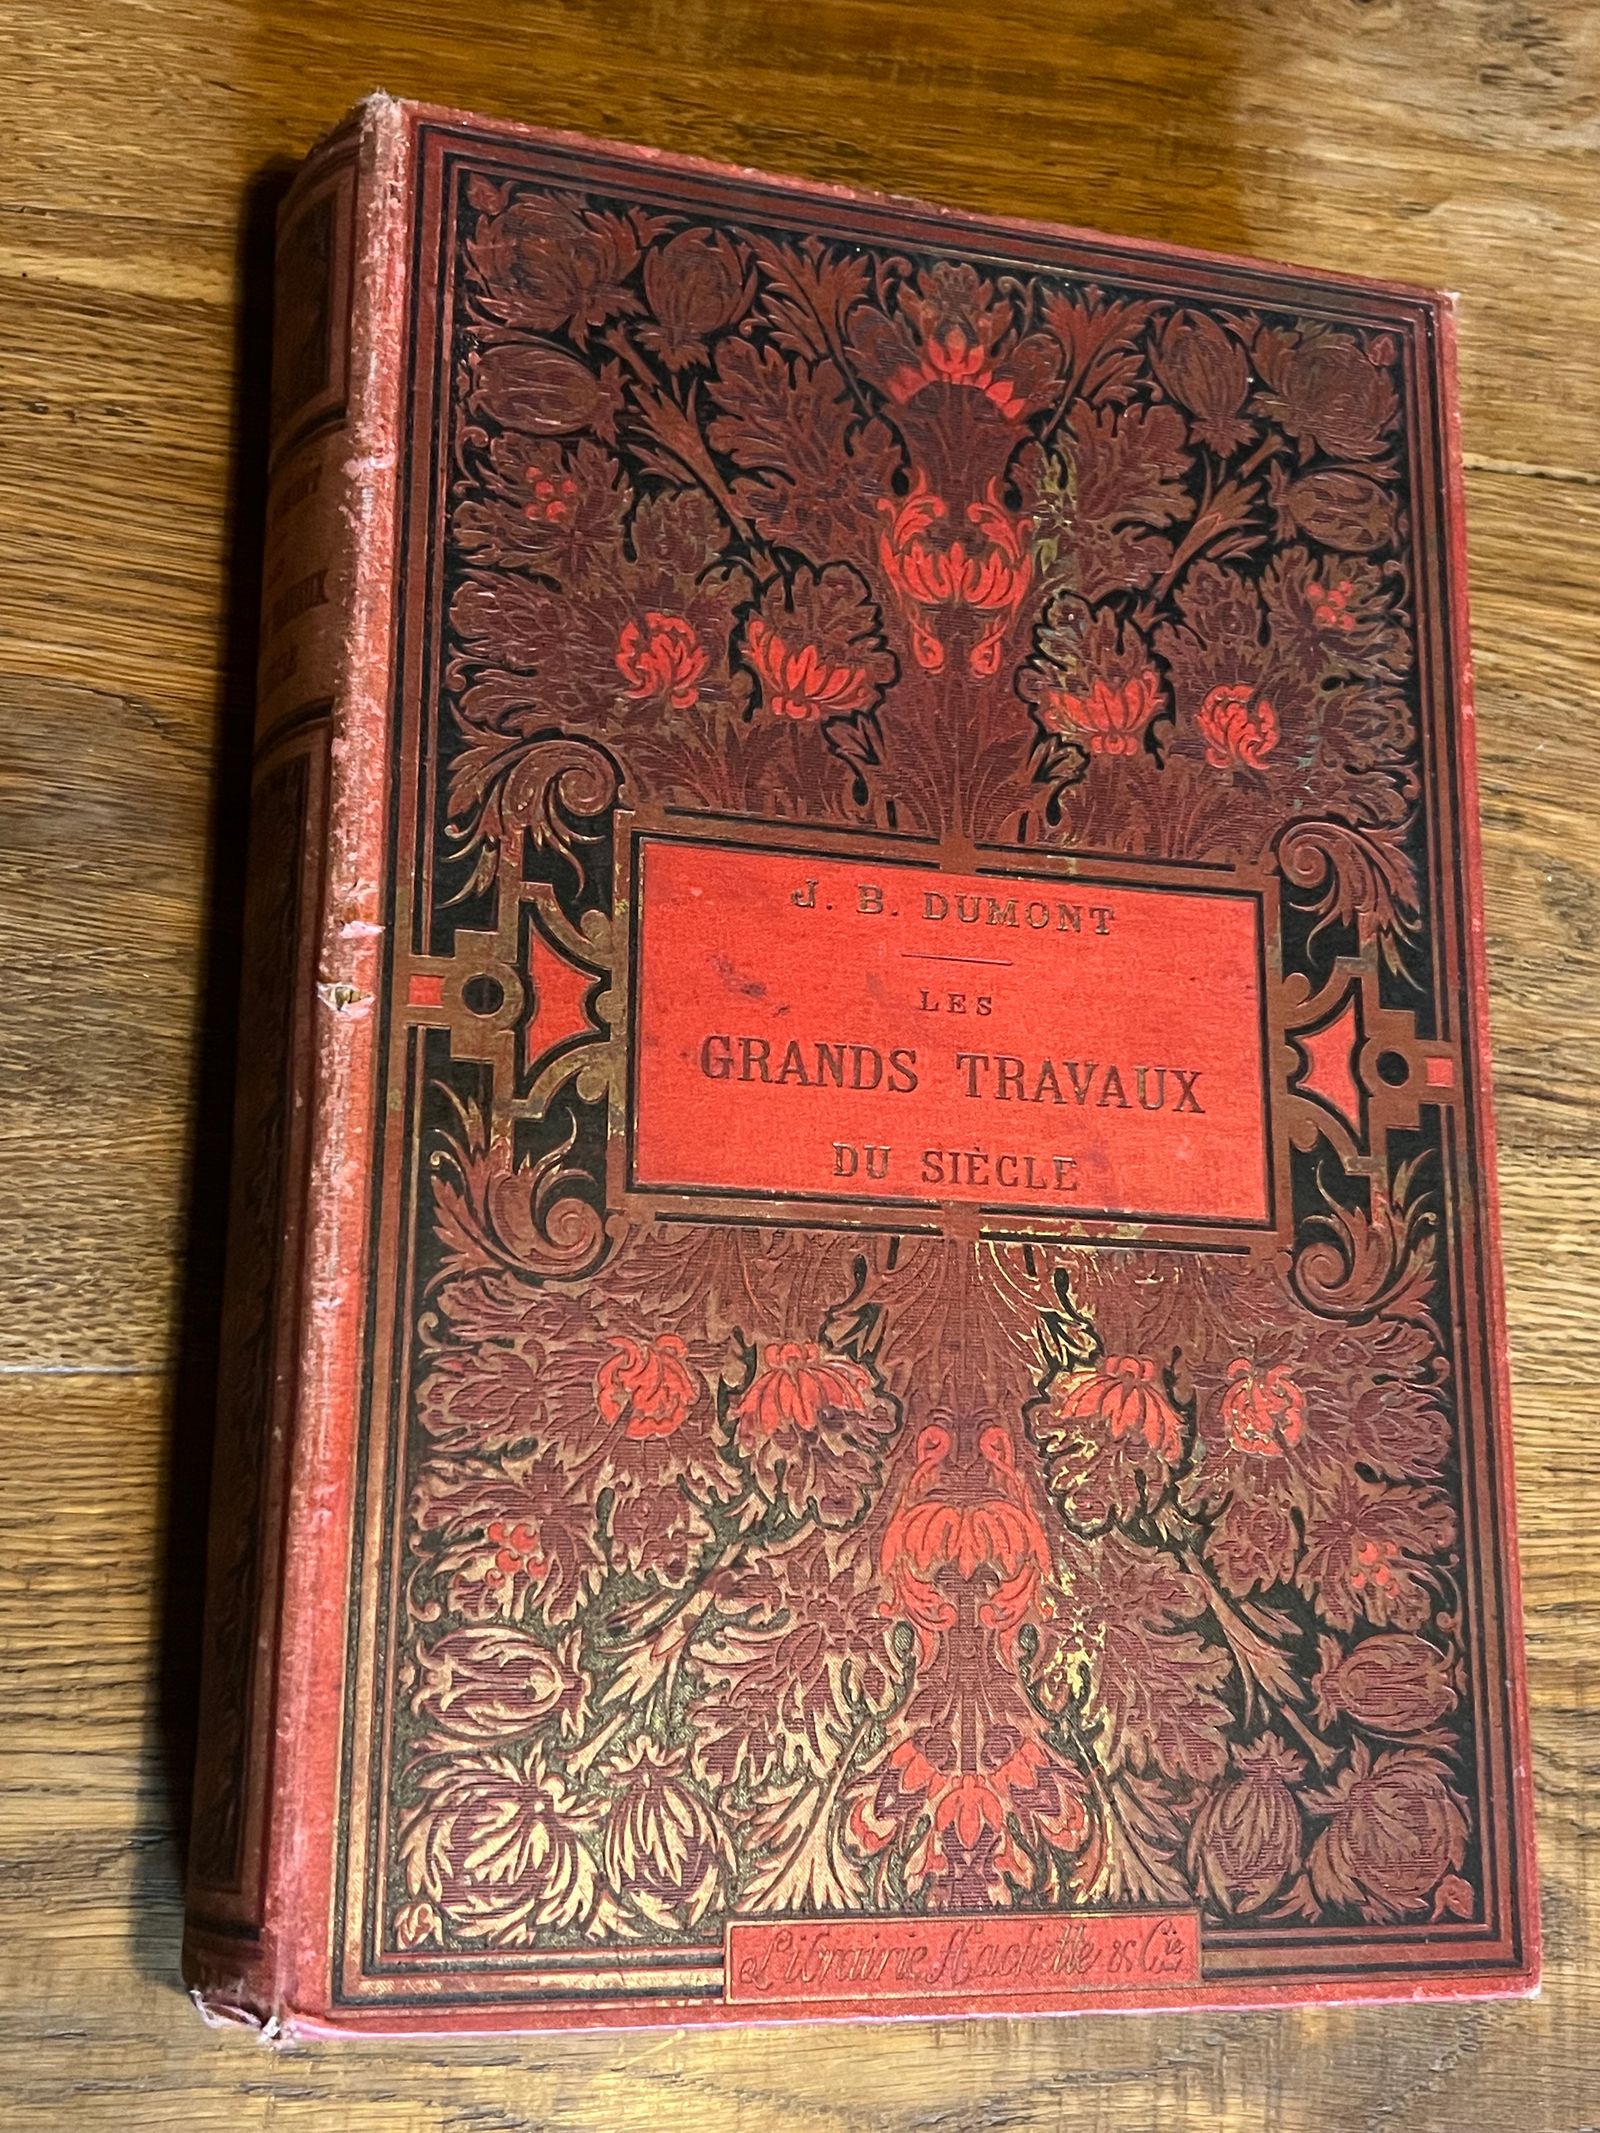 J. B. DUMONT
LES
GRANDS TRAVAUX
DU SIÈCLE
Librairie Hachette & Cie